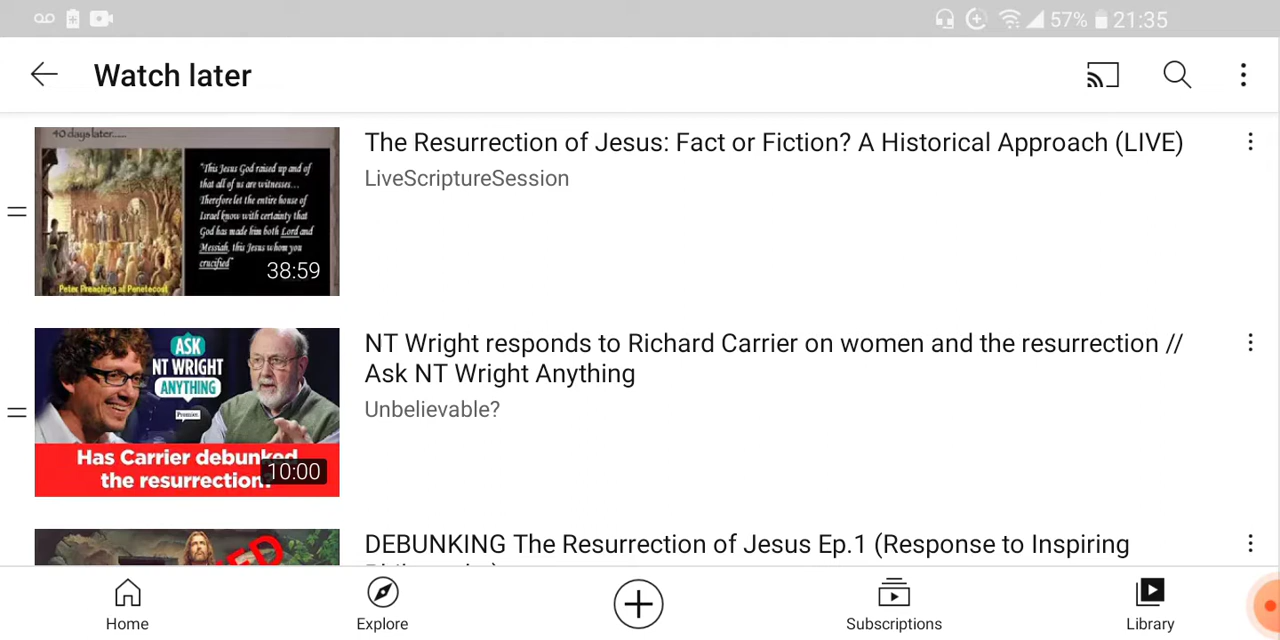 57% 21:35
Watch later
40 days later.....
"This Jesus God raised up and of
that all of us are witnesses...
Therefore let the entire house of
Israel know with certainty that
God has made him both Lord and
Messiah, this Jesus whom you
crucified"
Peter Preaching at Penetecost
38:59
The Resurrection of Jesus: Fact or Fiction? A Historical Approach (LIVE)
LiveScriptureSession
ASK
NT WRIGHT
ANYTHING
Premier
Has Carrier debunked
the resurrection?
10:00
NT Wright responds to Richard Carrier on women and the resurrection //
Ask NT Wright Anything
Unbelievable?
DEBUNKING The Resurrection of Jesus Ep.1 (Response to Inspiring
Home
Explore
Subscriptions
Library